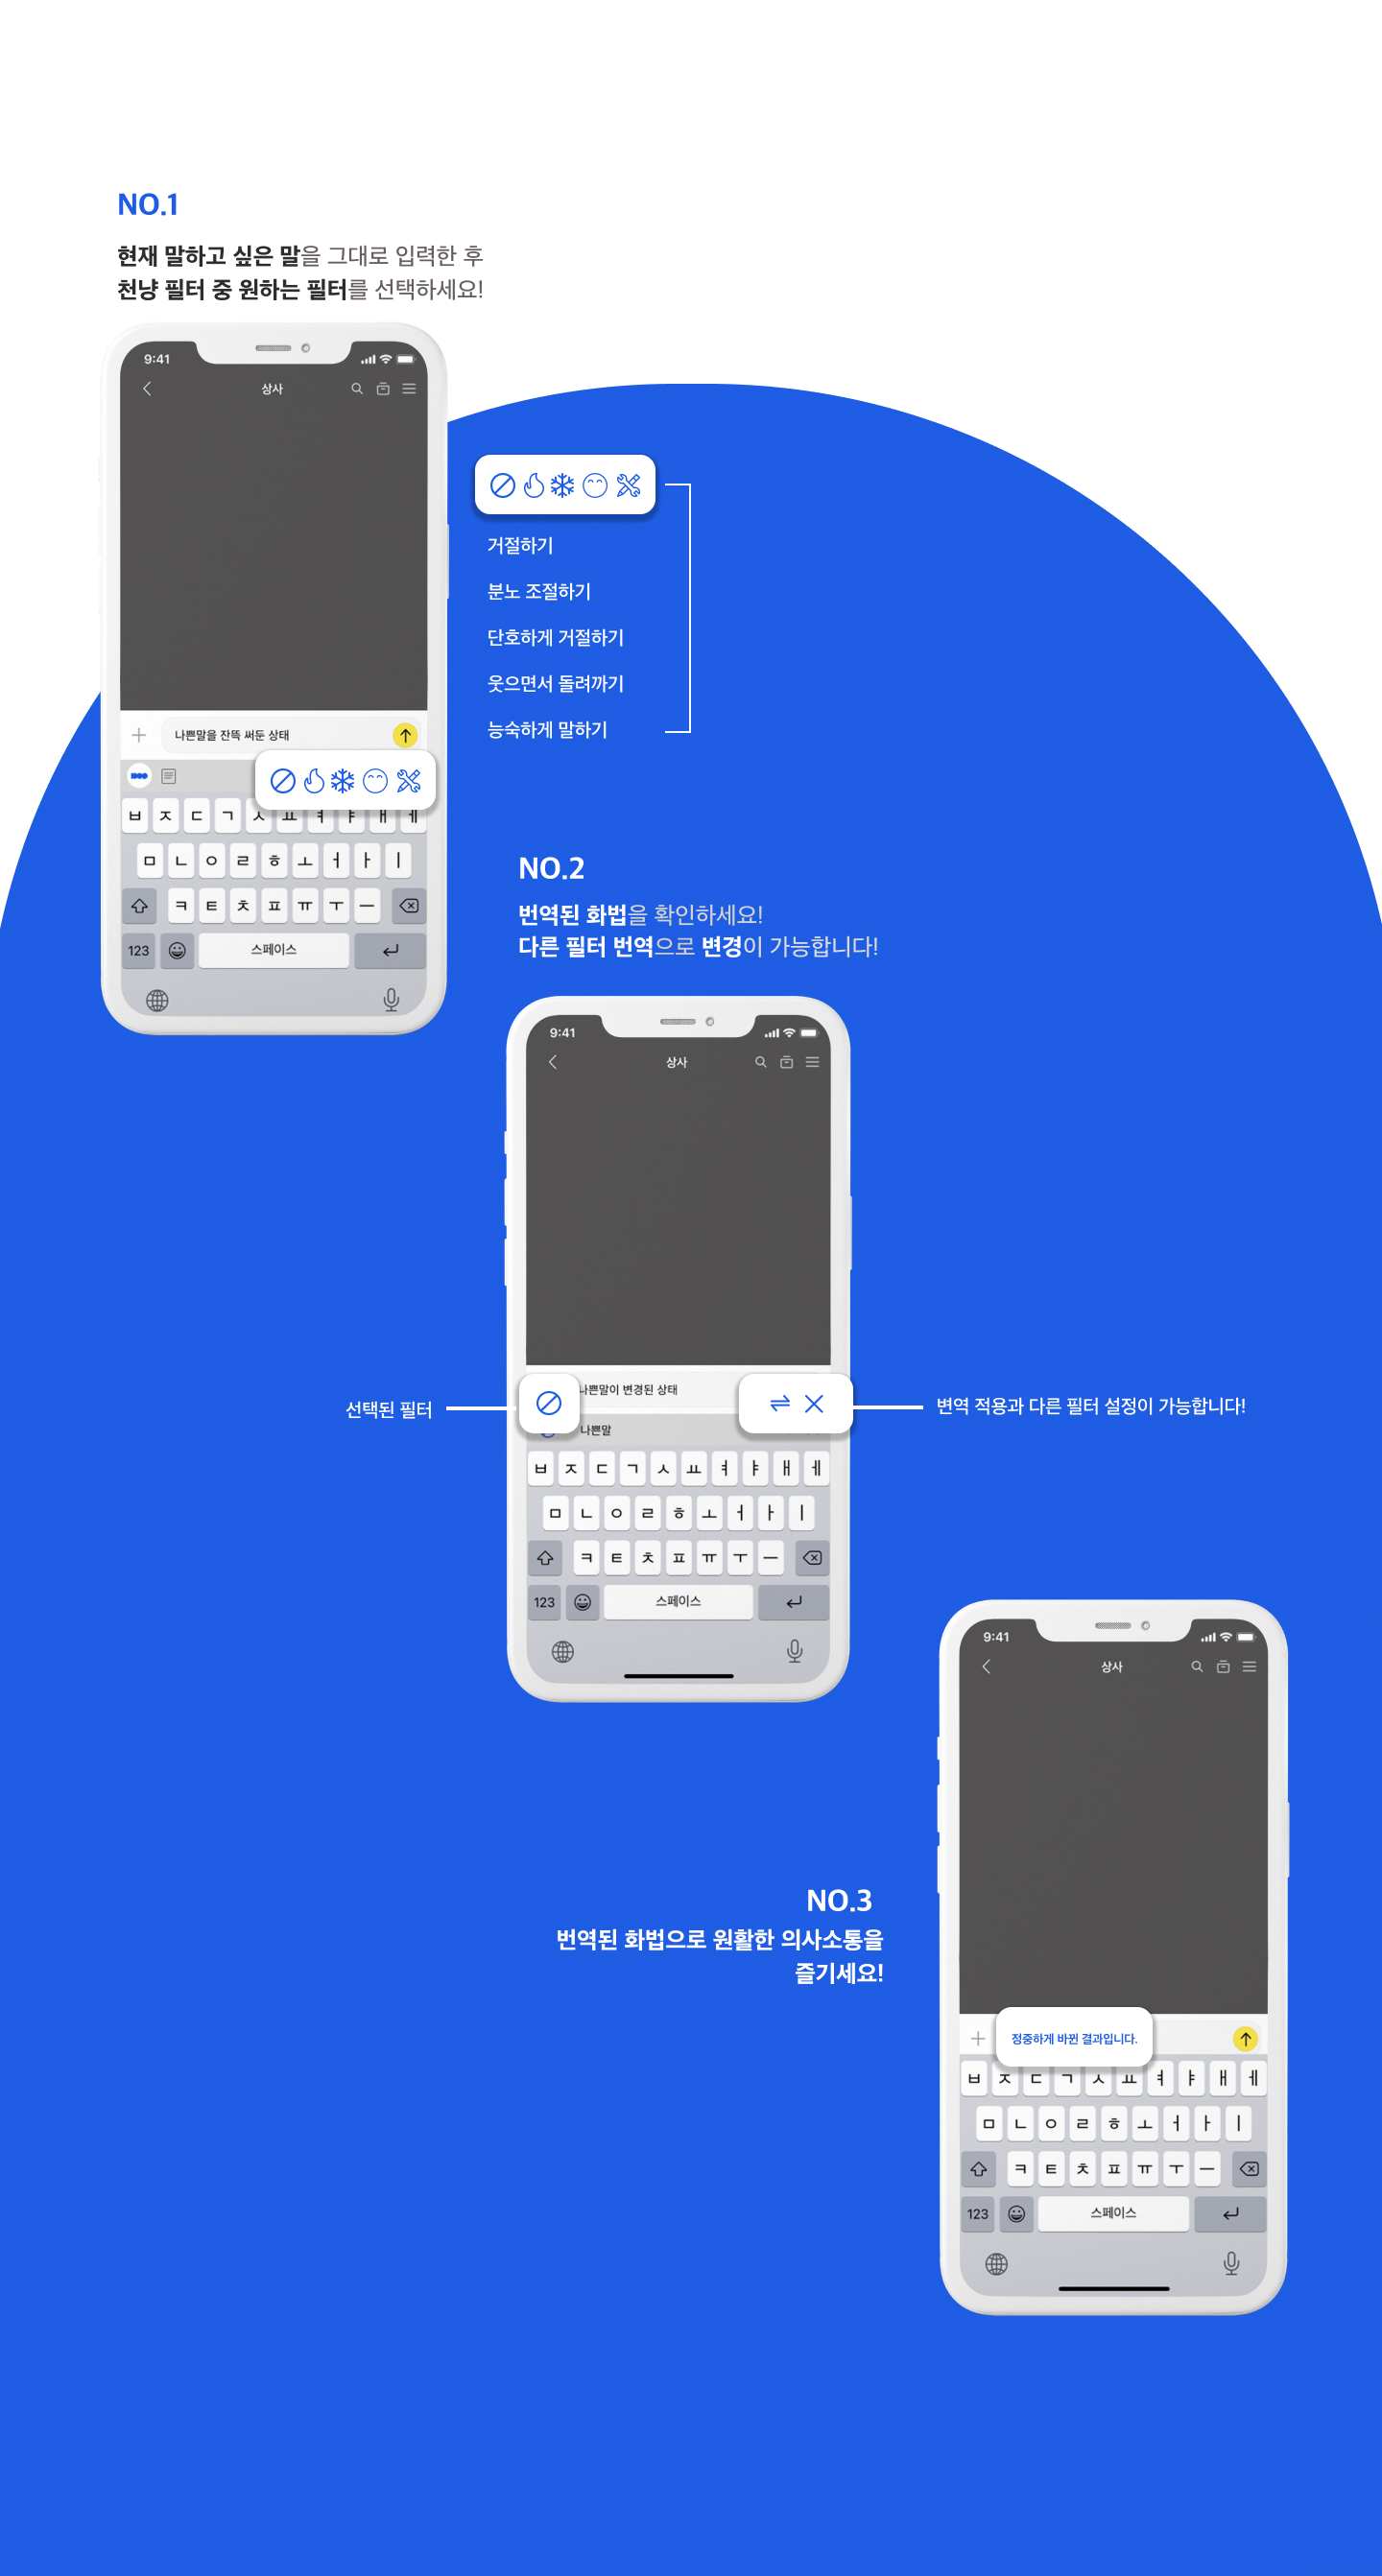 NO.1
현재 말하고 싶은 말을 그대로 입력한 후
천냥 필터 중 원하는 필터를 선택하세요!
9:41
상사
거절하기
분노 조절하기
단호하게 거절하기
웃으면서 돌려까기
능숙하게 말하기
나쁜말을 잔뜩 써둔 상태
ㅂ ㅈ ㄷ ㄱ ㅅ ㅛ ㅕ ㅑ ㅐ ㅔ
ㅁ ㄴ ㅇ ㄹ ㅎ ㅗ ㅓ ㅏ ㅣ
ㅋ ㅌ ㅊ ㅍ ㅠ ㅜ ㅡ
123 스페이스
NO.2
번역된 화법을 확인하세요!
다른 필터 번역으로 변경이 가능합니다!
9:41
상사
나쁜말이 변경된 상태
선택된 필터
변역 적용과 다른 필터 설정이 가능합니다!
나쁜말
ㅂ ㅈ ㄷ ㄱ ㅅ ㅛ ㅕ ㅑ ㅐ ㅔ
ㅁ ㄴ ㅇ ㄹ ㅎ ㅗ ㅓ ㅏ ㅣ
ㅋ ㅌ ㅊ ㅍ ㅠ ㅜ ㅡ
123 스페이스
NO.3
번역된 화법으로 원활한 의사소통을
즐기세요!
9:41
상사
정중하게 바뀐 결과입니다.
ㅂ ㅈ ㄷ ㄱ ㅅ ㅛ ㅕ ㅑ ㅐ ㅔ
ㅁ ㄴ ㅇ ㄹ ㅎ ㅗ ㅓ ㅏ ㅣ
ㅋ ㅌ ㅊ ㅍ ㅠ ㅜ ㅡ
123 스페이스